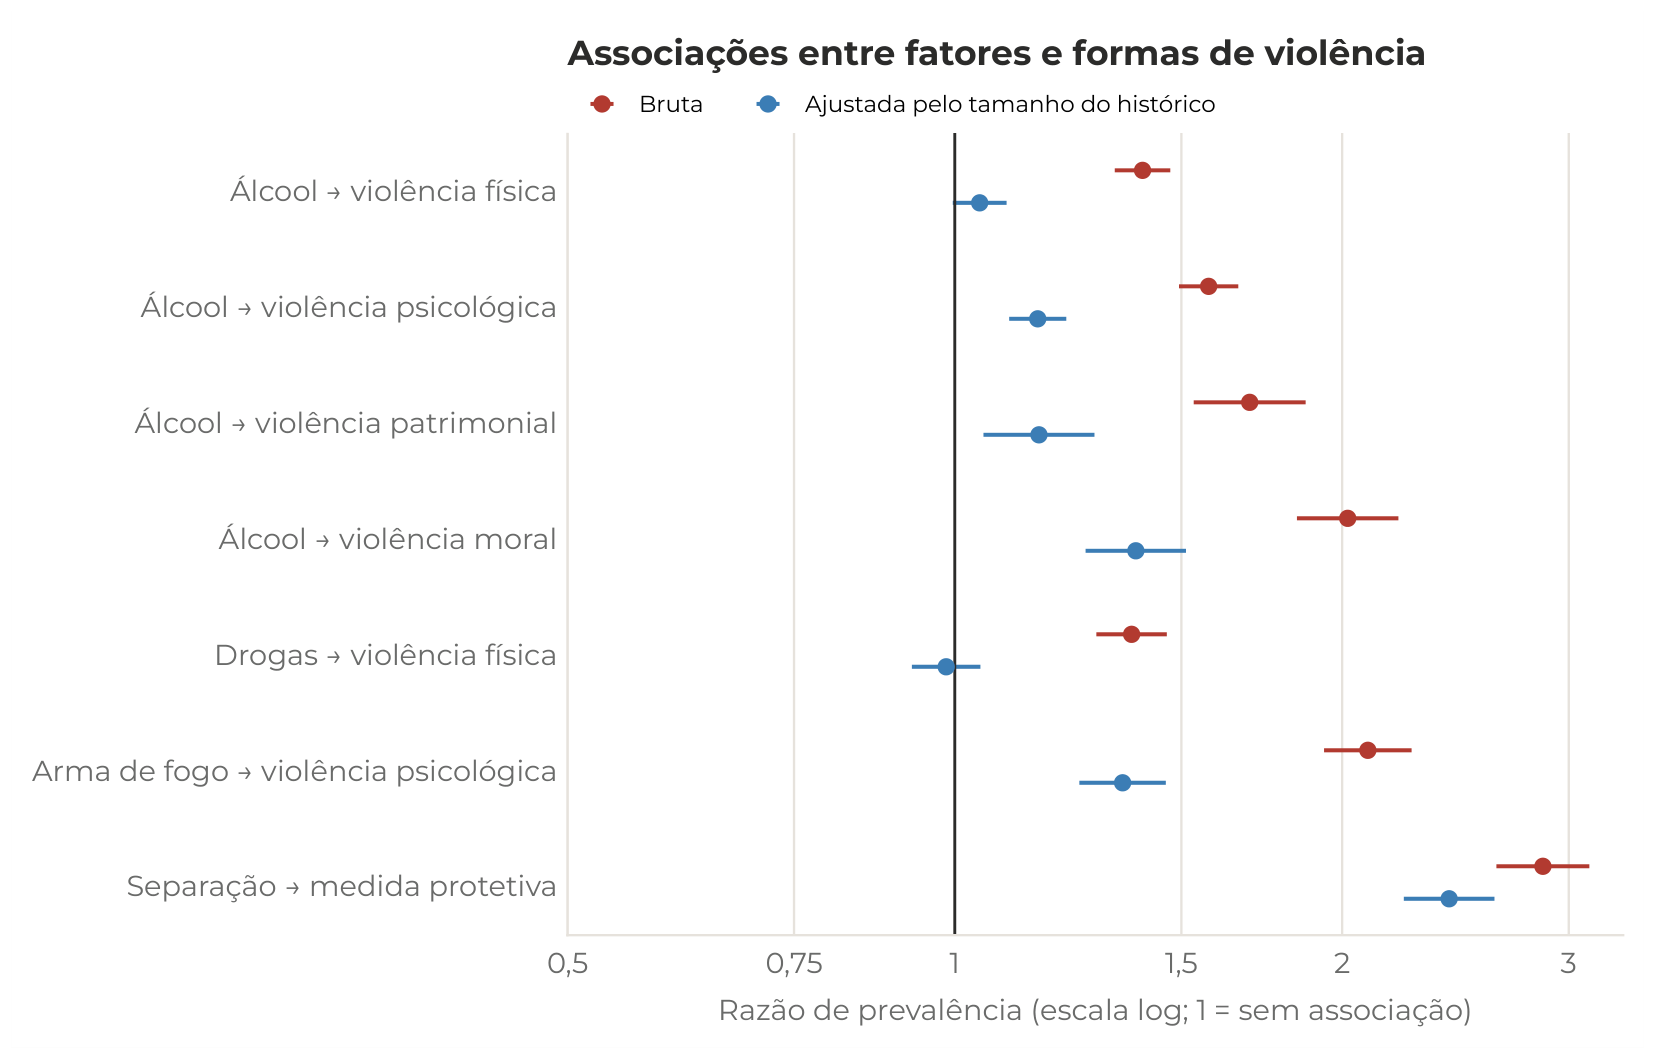 Associações entre fatores e formas de violência
Bruta
Ajustada pelo tamanho do histórico
Álcool → violência física
Álcool → violência psicológica
Álcool → violência patrimonial
Álcool → violência moral
Drogas → violência física
Arma de fogo → violência psicológica
Separação → medida protetiva
0,5 0,75 1 1,5 2 3
Razão de prevalência (escala log; 1 = sem associação)